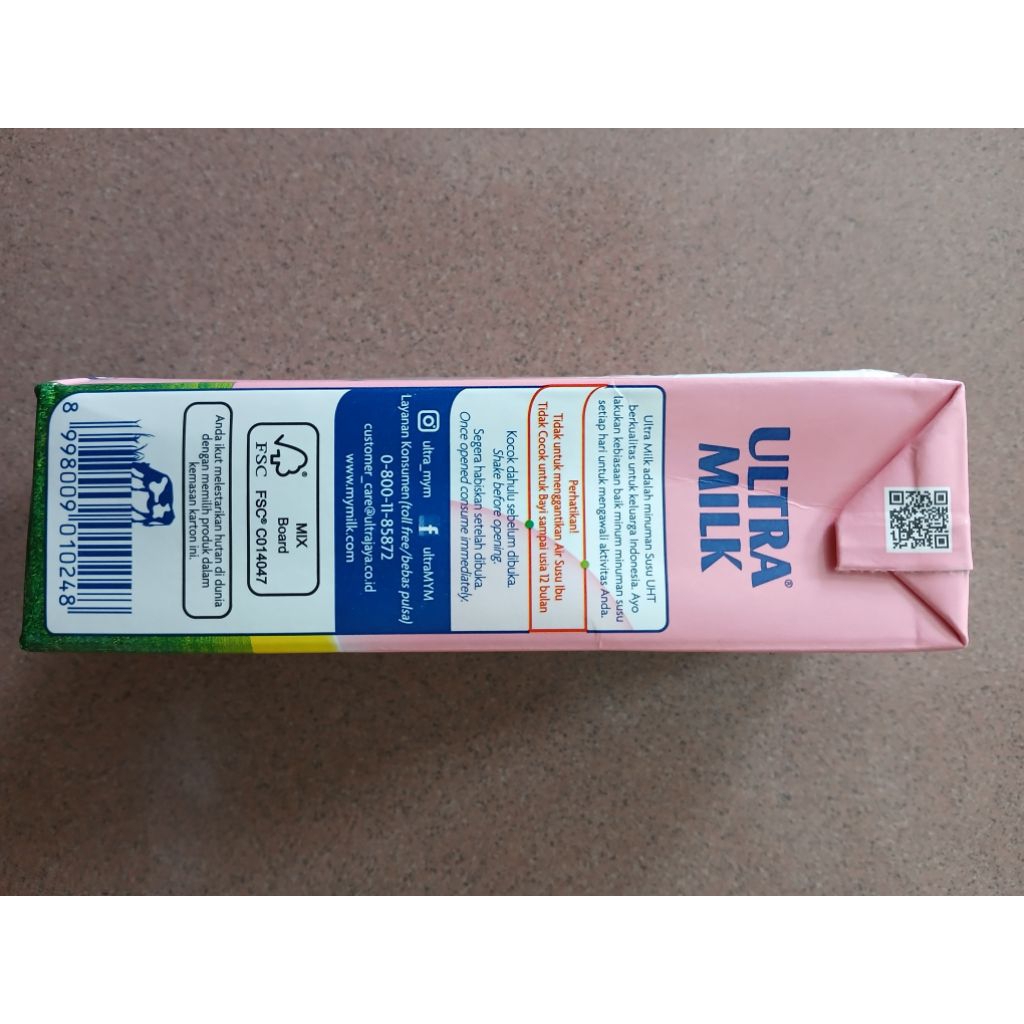 ULTRA®
MILK
Ultra Milk adalah minuman Susu UHT
berkualitas untuk keluarga Indonesia. Ayo
lakukan kebiasaan baik minum minuman susu
setiap hari untuk mengawali aktivitas Anda.
Perhatikan!
Tidak untuk menggantikan Air Susu Ibu
Tidak Cocok untuk Bayi sampai usia 12 bulan
Kocok dahulu sebelum dibuka.
Shake before opening.
Segera habiskan setelah dibuka.
Once opened consume immediately.
ultra_mym ultraMYM
Layanan Konsumen (toll free/bebas pulsa)
0-800-11-85872
customer_care@ultrajaya.co.id
www.mymilk.com
FSC
MIX
Board
FSC® C014047
Anda ikut melestarikan hutan di dunia
dengan memilih produk dalam
kemasan karton ini.
8 998009 010248